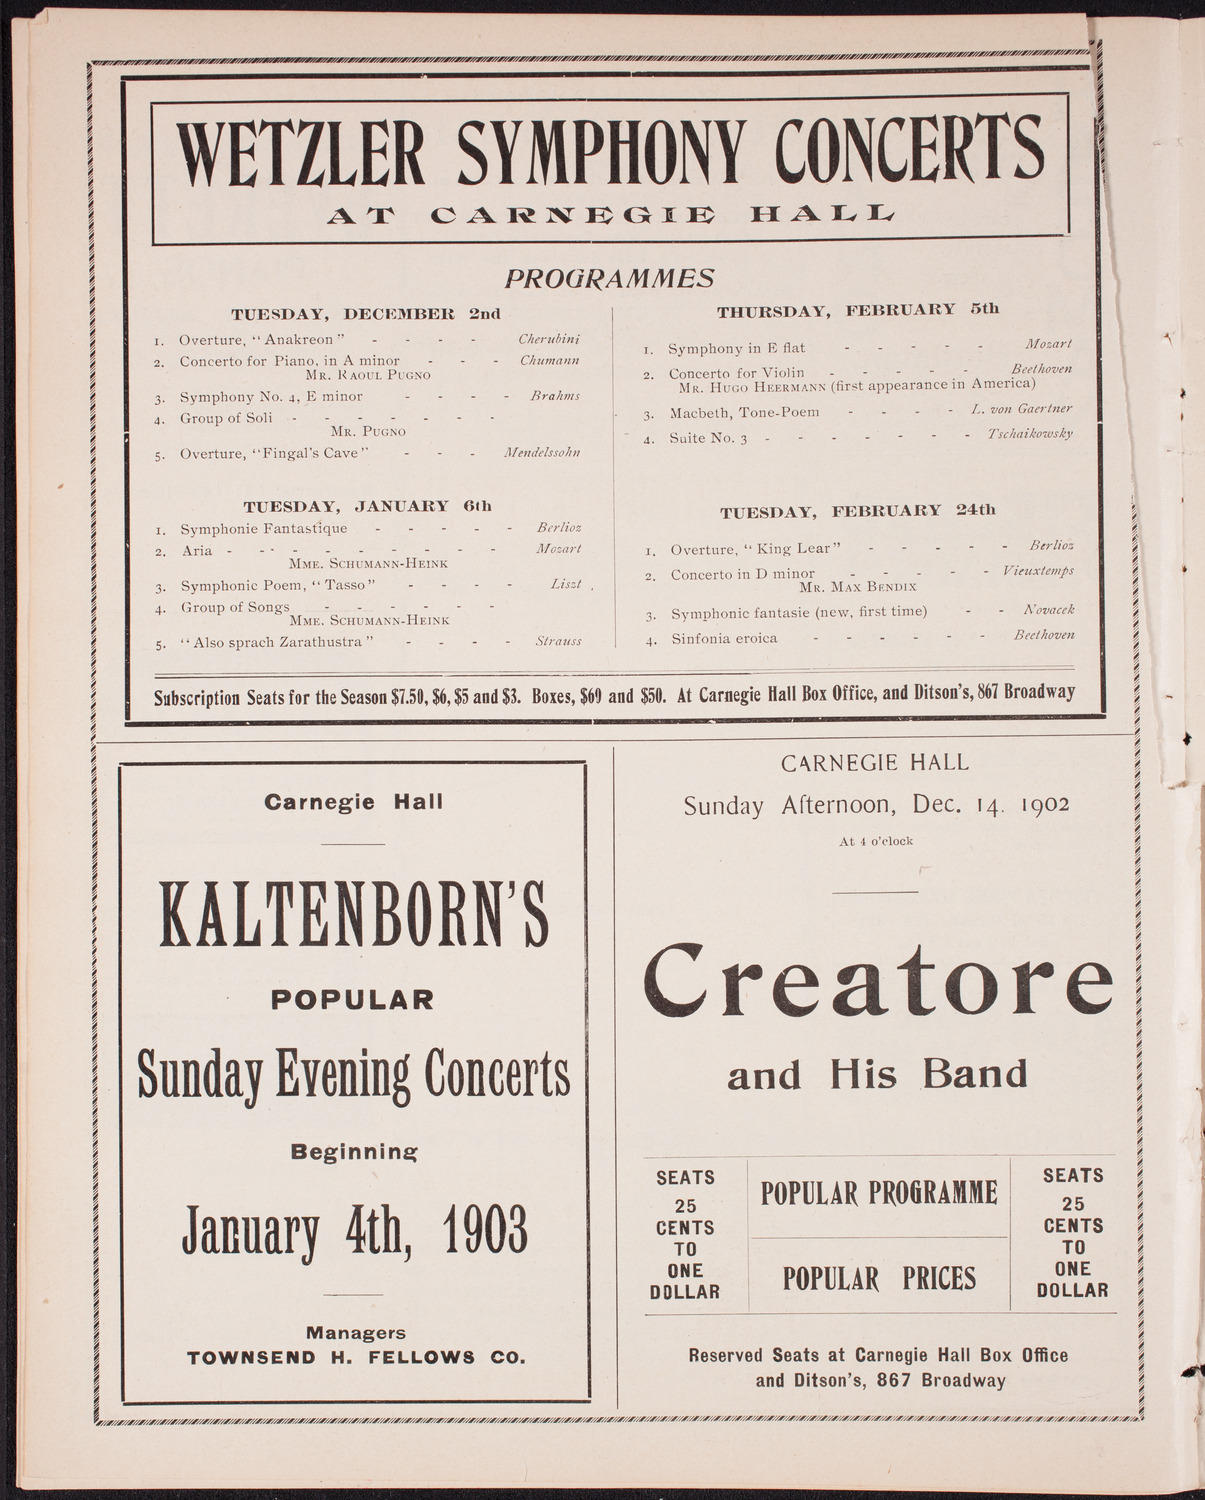 WETZLER SYMPHONY CONCERTS
AT CARNEGIE HALL
PROGRAMMES
TUESDAY, DECEMBER 2nd
1. Overture, "Anakreon" - - - - Cherubini
2. Concerto for Piano, in A minor - - - Chumann
MR. RAOUL PUGNO
3. Symphony No. 4, E minor - - - - Brahms
4. Group of Soli - - - - - - -
MR. PUGNO
5. Overture, "Fingal's Cave" - - - Mendelssohn
TUESDAY, JANUARY 6th
1. Symphonie Fantastique - - - - - Berlioz
2. Aria - - - - - - - - - - Mozart
MME. SCHUMANN-HEINK
3. Symphonic Poem, "Tasso" - - - - Liszt
4. Group of Songs - - - - - -
MME. SCHUMANN-HEINK
5. "Also sprach Zarathustra" - - - - Strauss
THURSDAY, FEBRUARY 5th
1. Symphony in E flat - - - - - Mozart
2. Concerto for Violin - - - - - Beethoven
MR. HUGO HEERMANN (first appearance in America)
3. Macbeth, Tone-Poem - - - - L. von Gaertner
4. Suite No. 3 - - - - - - - Tschaikowsky
TUESDAY, FEBRUARY 24th
1. Overture, "King Lear" - - - - - Berlioz
2. Concerto in D minor - - - - - Vieuxtemps
MR. MAX BENDIX
3. Symphonic fantasie (new, first time) - - Novacek
4. Sinfonia eroica - - - - - - Beethoven
Subscription Seats for the Season $7.50, $6, $5 and $3. Boxes, $60 and $50. At Carnegie Hall Box Office, and Ditson's, 867 Broadway
Carnegie Hall
KALTENBORN'S
POPULAR
Sunday Evening Concerts
Beginning
January 4th, 1903
Managers
TOWNSEND H. FELLOWS CO.
CARNEGIE HALL
Sunday Afternoon, Dec. 14. 1902
At 4 o'clock
Creatore
and His Band
SEATS
25
CENTS
TO
ONE
DOLLAR
POPULAR PROGRAMME
POPULAR PRICES
SEATS
25
CENTS
TO
ONE
DOLLAR
Reserved Seats at Carnegie Hall Box Office
and Ditson's, 867 Broadway